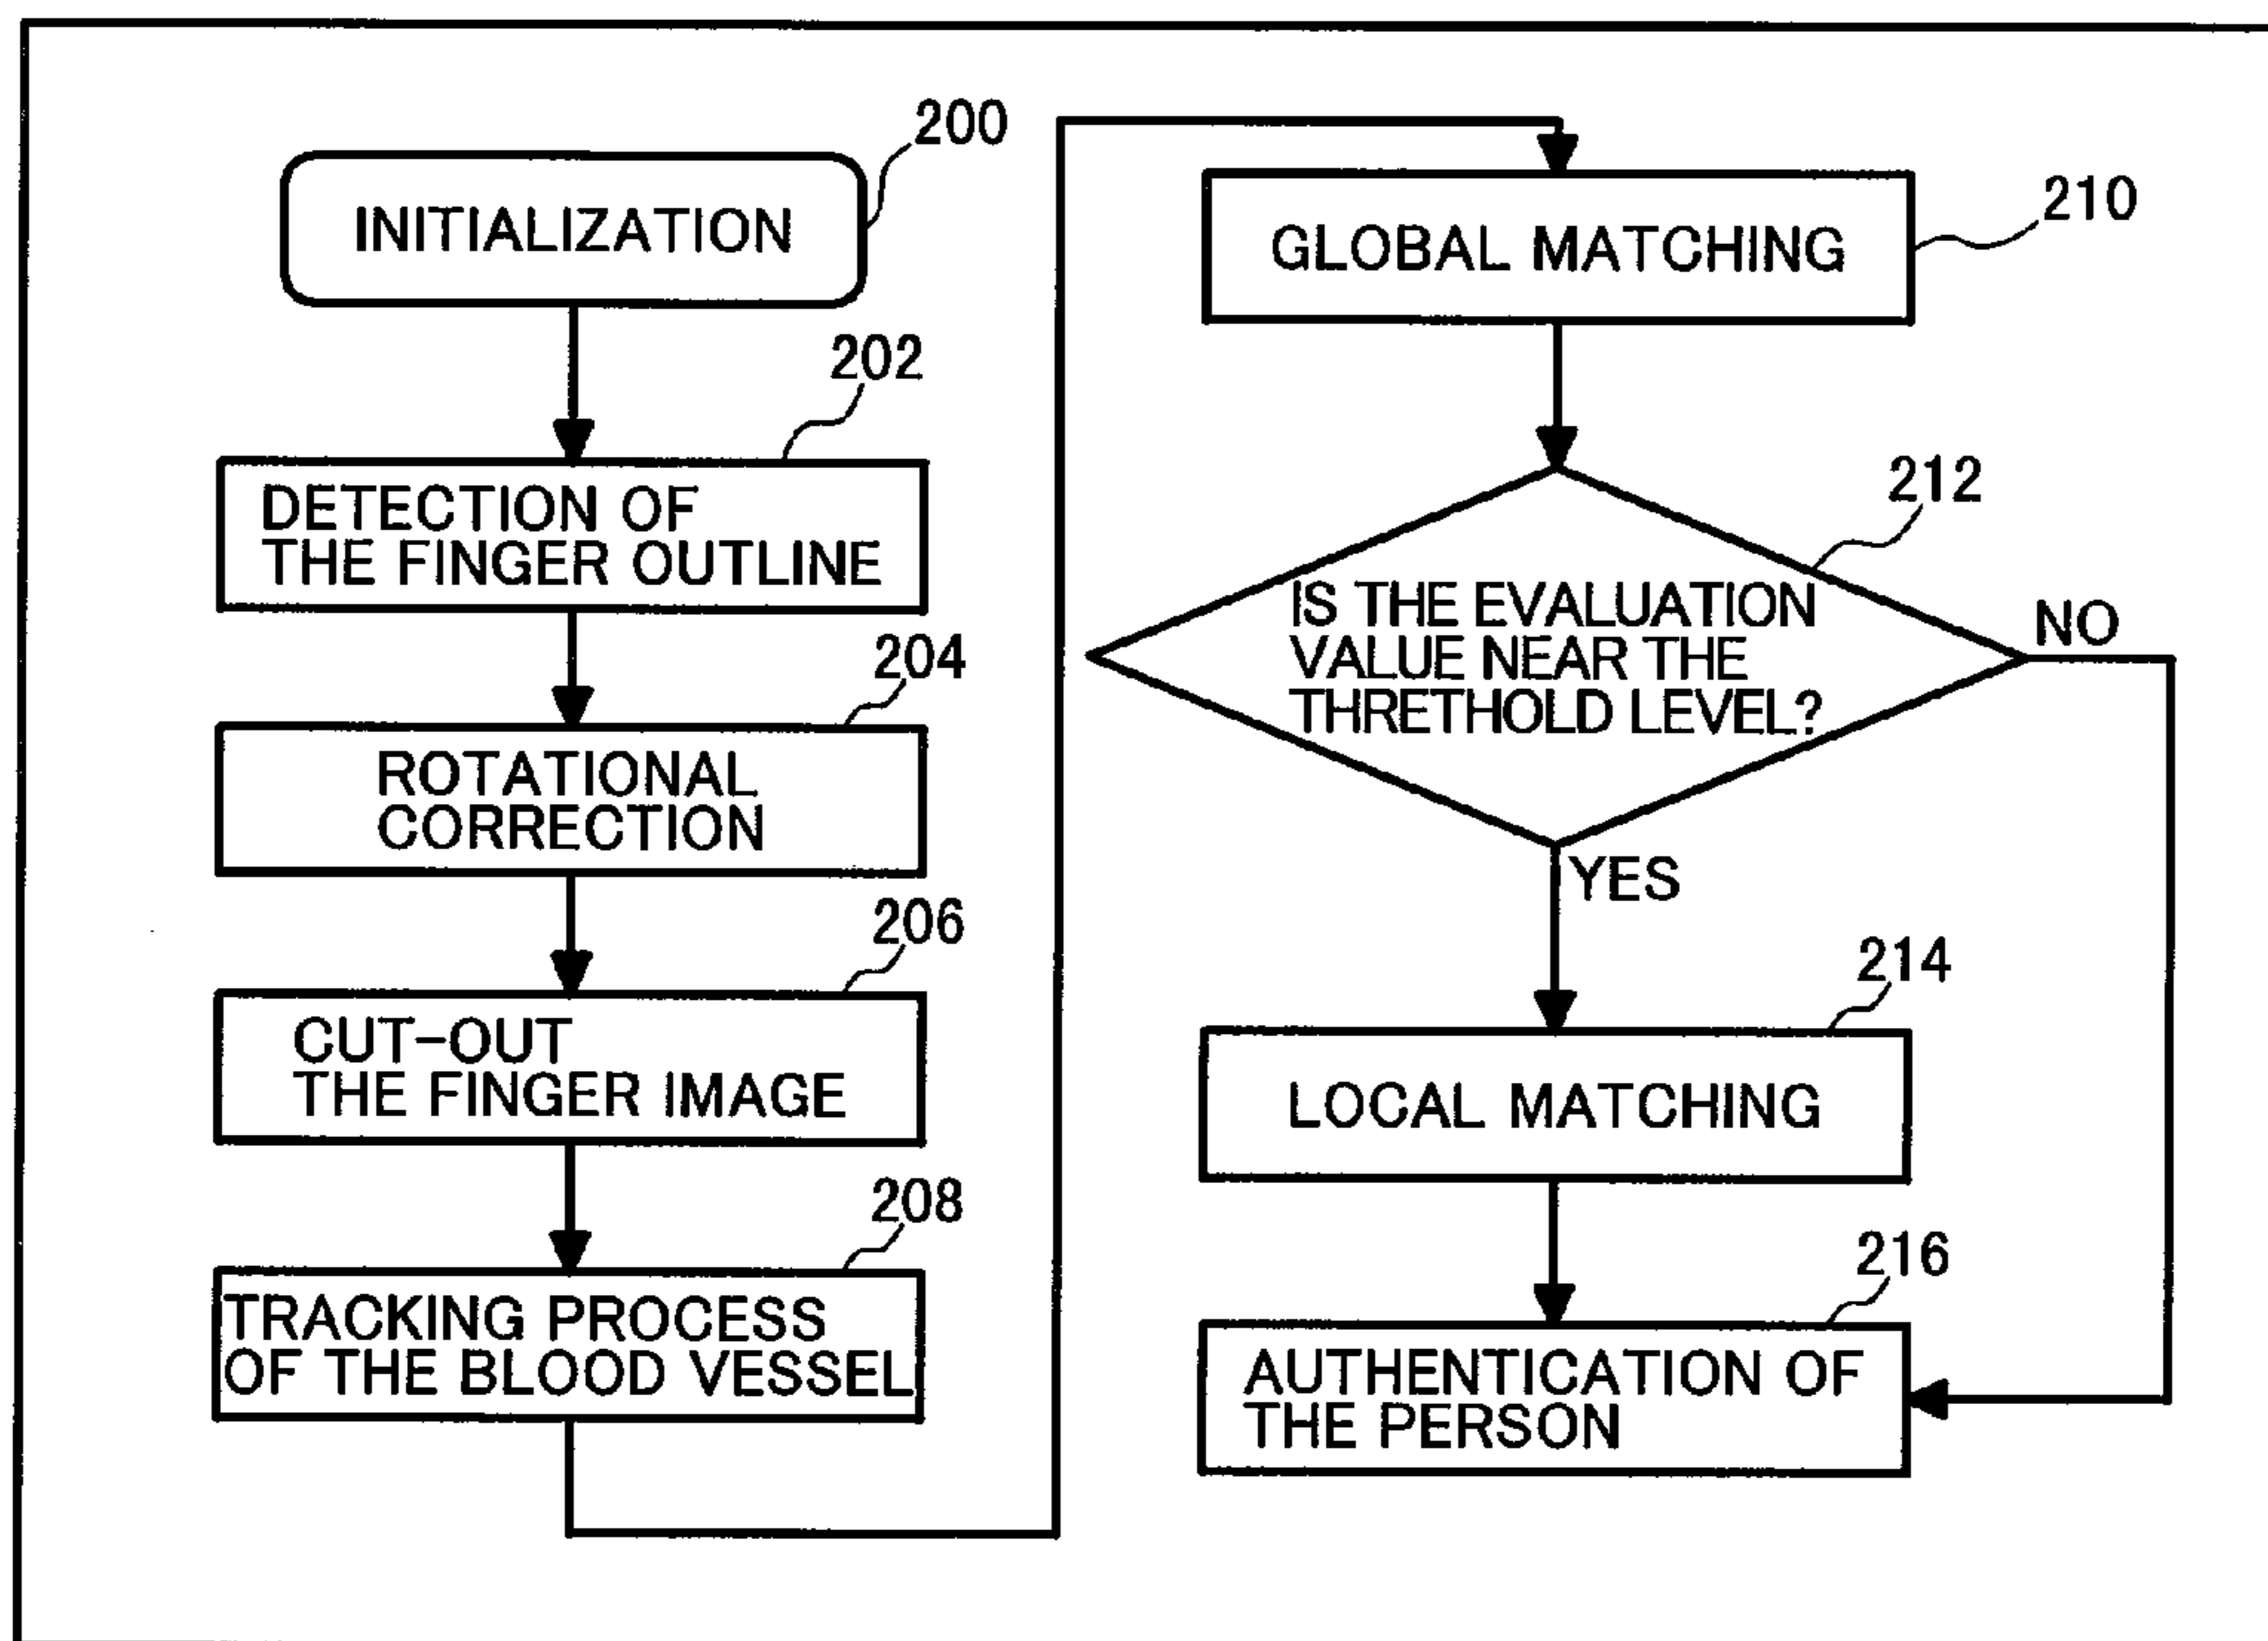 200
INITIALIZATION
202
DETECTION OF
THE FINGER OUTLINE
204
ROTATIONAL
CORRECTION
206
CUT-OUT
THE FINGER IMAGE
208
TRACKING PROCESS
OF THE BLOOD VESSEL
210
GLOBAL MATCHING
212
IS THE EVALUATION
VALUE NEAR THE
THRETHOLD LEVEL?
NO
YES
214
LOCAL MATCHING
216
AUTHENTICATION OF
THE PERSON